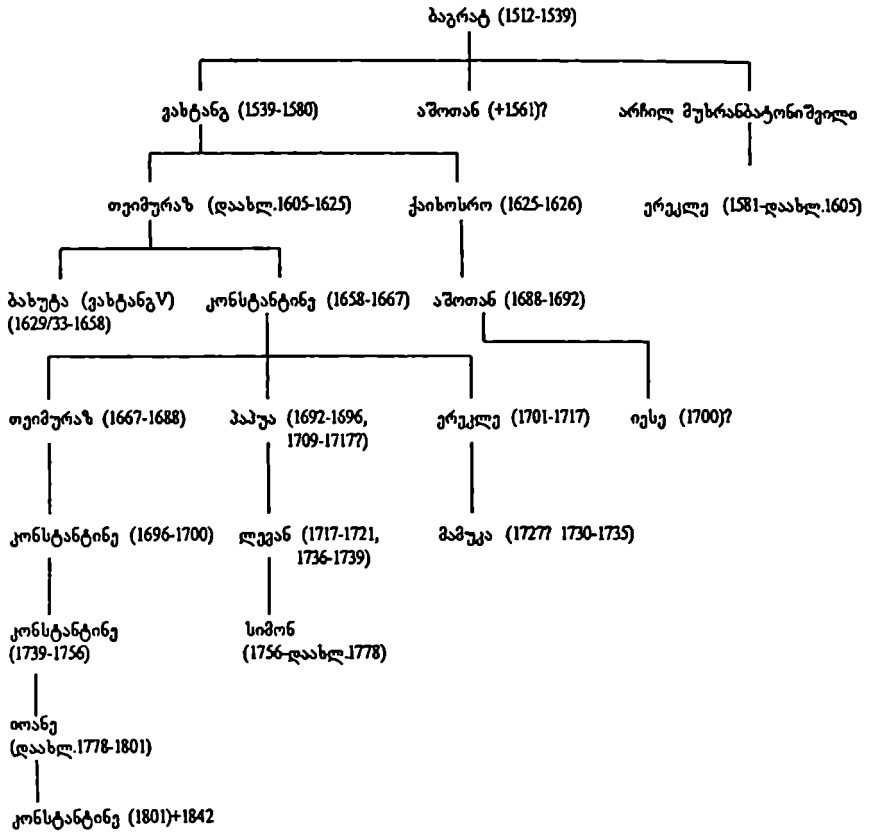 ბაგრატ (1512-1539)
ვახტანგ (1539-1580)
აშოთან (+1561)?
არჩილ მუხრანბატონიშვილი
თეიმურაზ (დაახლ.1605-1625)
ქაიხოსრო (1625-1626)
ერეკლე (1581-დაახლ.1605)
ბახუტა (ვახტანგV)
(1629/33-1658)
კონსტანტინე (1658-1667)
აშოთან (1688-1692)
თეიმურაზ (1667-1688)
პაპუა (1692-1696,
1709-1717?)
ერეკლე (1701-1717)
იესე (1700)?
კონსტანტინე (1696-1700)
ლევან (1717-1721,
1736-1739)
მამუკა (1727? 1730-1735)
კონსტანტინე
(1739-1756)
სიმონ
(1756-დაახლ.1778)
იოანე
(დაახლ.1778-1801)
კონსტანტინე (1801)+1842